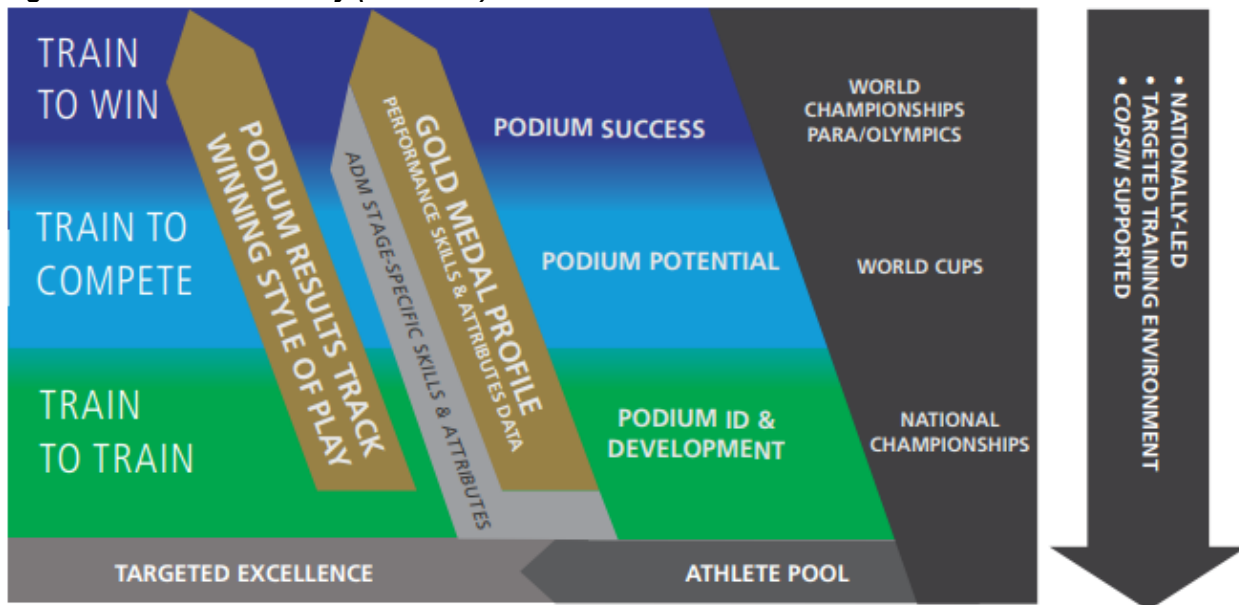 TRAIN
TO WIN
TRAIN TO
COMPETE
TRAIN
TO TRAIN
PODIUM RESULTS TRACK
WINNING STYLE OF PLAY
ADM STAGE-SPECIFIC SKILLS & ATTRIBUTES
GOLD MEDAL PROFILE
PERFORMANCE SKILLS & ATTRIBUTES DATA
PODIUM SUCCESS
PODIUM POTENTIAL
PODIUM ID &
DEVELOPMENT
WORLD
CHAMPIONSHIPS
PARA/OLYMPICS
WORLD CUPS
NATIONAL
CHAMPIONSHIPS
• NATIONALLY-LED
• TARGETED TRAINING ENVIRONMENT
• COPSIN SUPPORTED
TARGETED EXCELLENCE
ATHLETE POOL